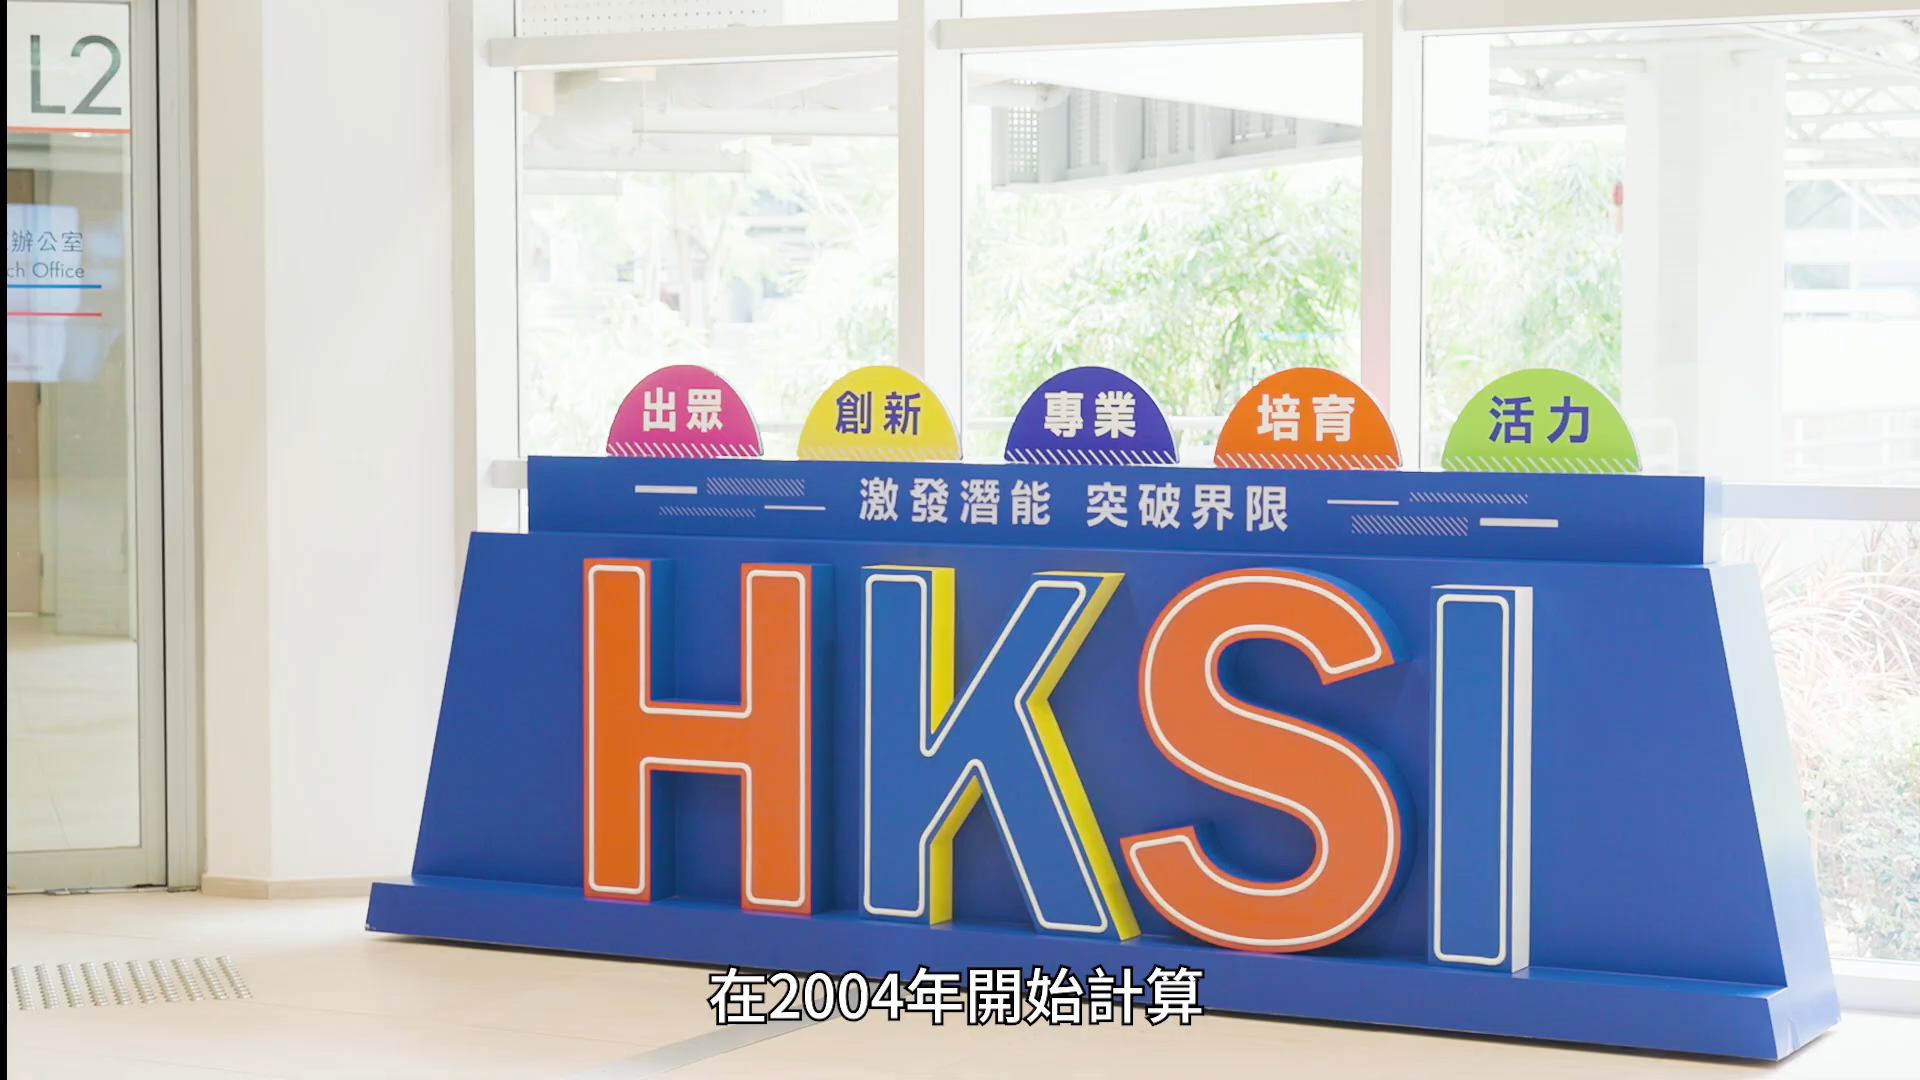 L2
辦公室
ch Office
出眾
創新
專業
培育
活力
激發潛能 突破界限
HKSI
在2004年開始計算